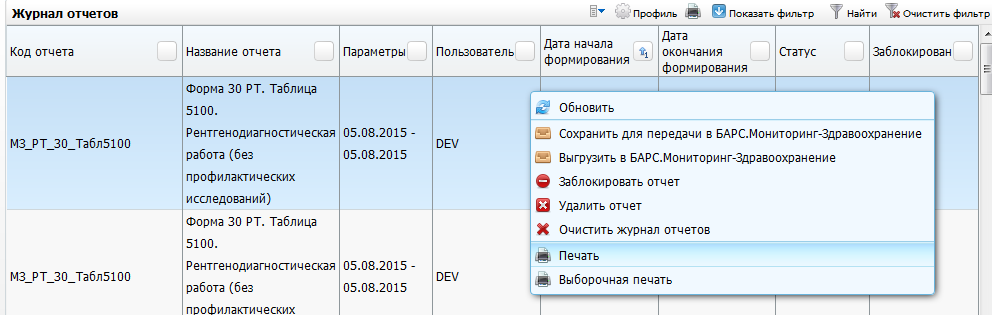 Журнал отчетов
Профиль
Показать фильтр
Найти
Очистить фильтр
Код отчета
Название отчета
Параметры
Пользователь
Дата начала
формирования
Дата
окончания
формирования
Статус
Заблокирован
МЗ_РТ_30_Табл5100
Форма 30 РТ. Таблица
5100.
Рентгенодиагностическая
работа (без
профилактических
исследований)
05.08.2015 -
05.08.2015
DEV
Обновить
Сохранить для передачи в БАРС.Мониторинг-Здравоохранение
Выгрузить в БАРС.Мониторинг-Здравоохранение
Заблокировать отчет
Удалить отчет
Очистить журнал отчетов
Печать
Выборочная печать
МЗ_РТ_30_Табл5100
Форма 30 РТ. Таблица
5100.
Рентгенодиагностическая
работа (без
профилактических
05.08.2015 -
05.08.2015
DEV